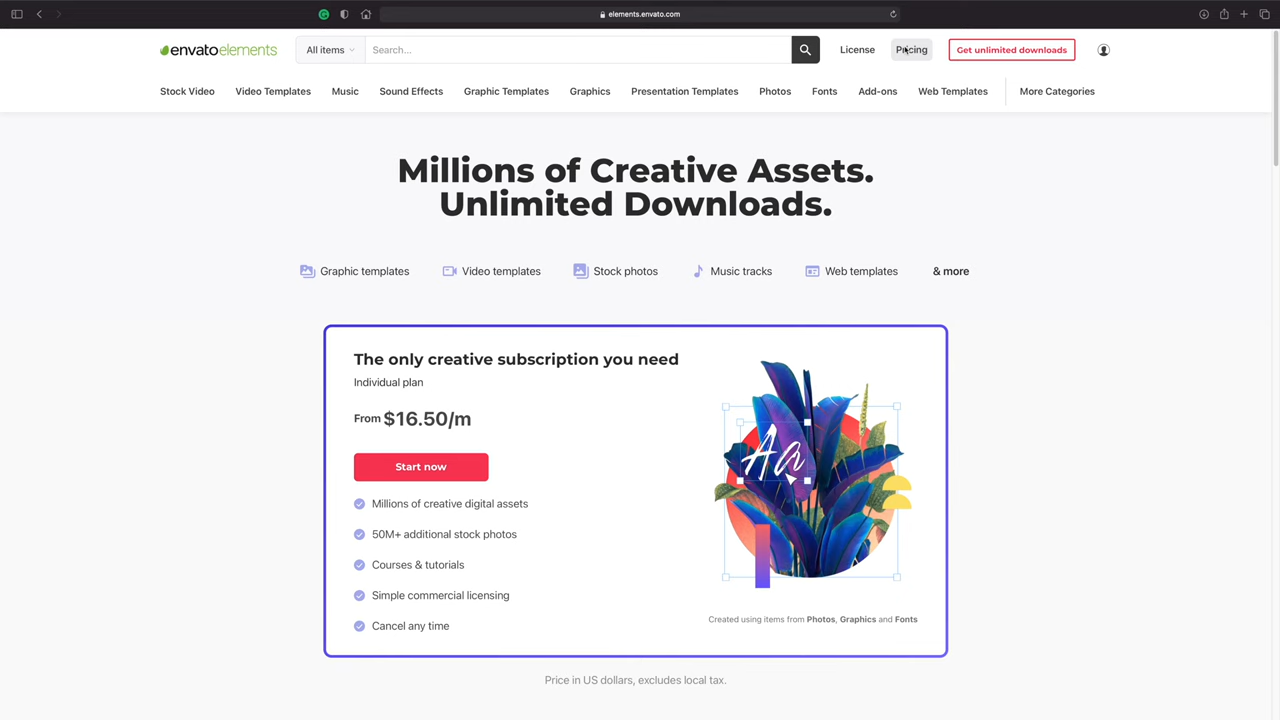 elements.envato.com
envatoelements
All items
Search...
License
Pricing
Get unlimited downloads
Stock Video
Video Templates
Music
Sound Effects
Graphic Templates
Graphics
Presentation Templates
Photos
Fonts
Add-ons
Web Templates
More Categories
Millions of Creative Assets.
Unlimited Downloads.
Graphic templates
Video templates
Stock photos
Music tracks
Web templates
& more
The only creative subscription you need
Individual plan
From $16.50/m
Start now
Millions of creative digital assets
50M+ additional stock photos
Courses & tutorials
Simple commercial licensing
Cancel any time
Aa
Created using items from Photos, Graphics and Fonts
Price in US dollars, excludes local tax.